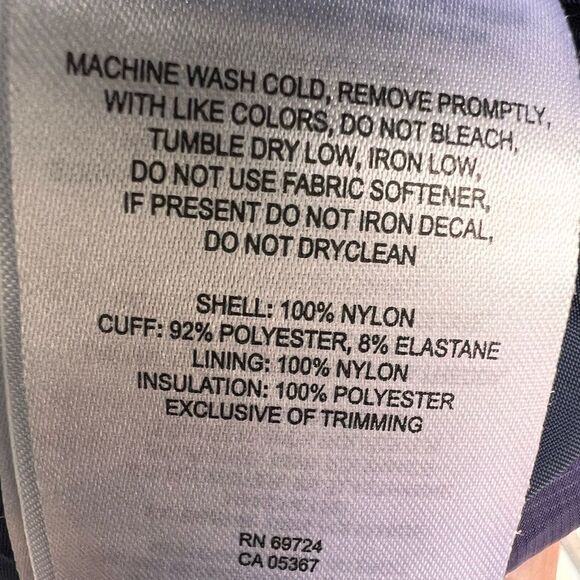 MACHINE WASH COLD, REMOVE PROMPTLY,
WITH LIKE COLORS, DO NOT BLEACH,
TUMBLE DRY LOW, IRON LOW,
DO NOT USE FABRIC SOFTENER,
IF PRESENT DO NOT IRON DECAL,
DO NOT DRYCLEAN
SHELL: 100% NYLON
CUFF: 92% POLYESTER, 8% ELASTANE
LINING: 100% NYLON
INSULATION: 100% POLYESTER
EXCLUSIVE OF TRIMMING
RN 69724
CA 05367